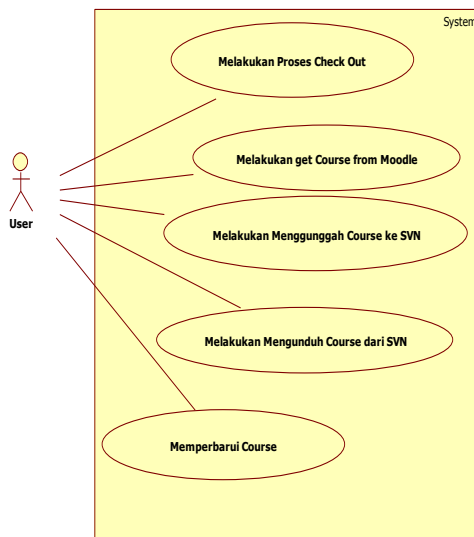 System
Melakukan Proses Check Out
Melakukan get Course from Moodle
User
Melakukan Menggunggah Course ke SVN
Melakukan Mengunduh Course dari SVN
Memperbarui Course